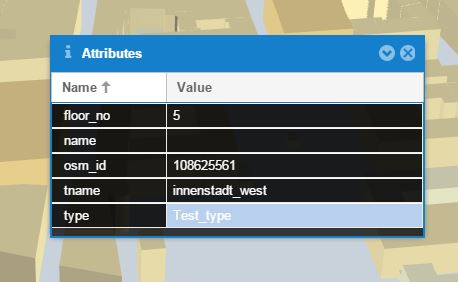 Attributes
Name Value
floor_no 5
name
osm_id 108625561
tname innenstadt_west
type Test_type